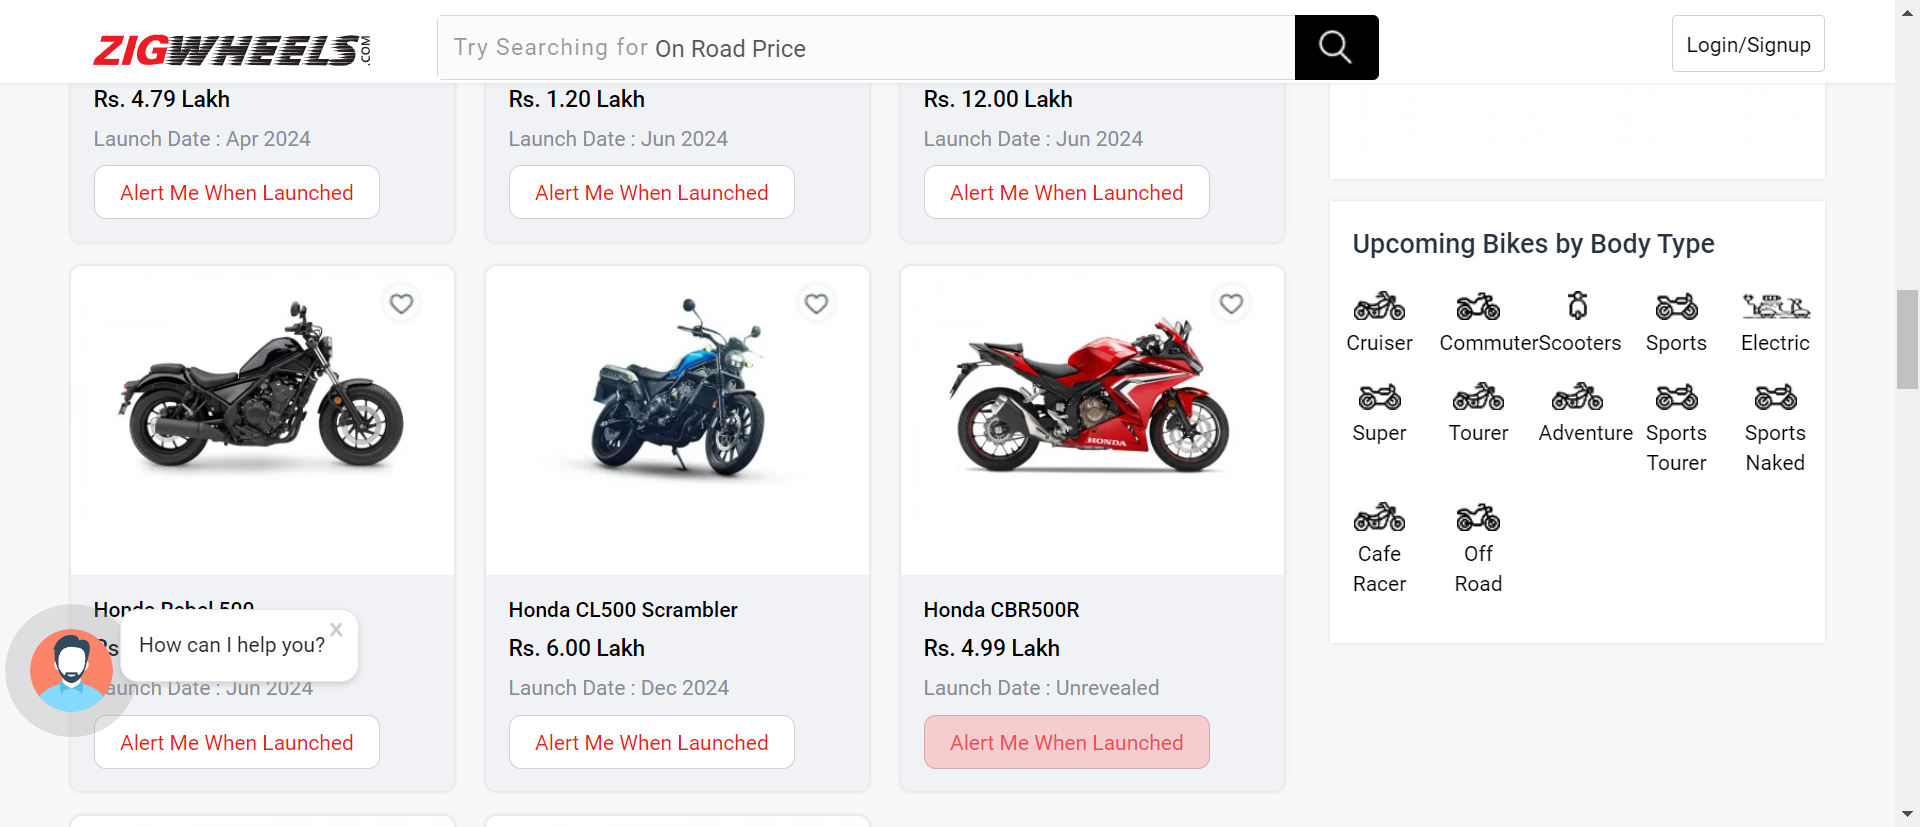 ZIGWHEELS.COM
Try Searching for On Road Price
Login/Signup
Rs. 4.79 Lakh
Launch Date : Apr 2024
Alert Me When Launched
Rs. 1.20 Lakh
Launch Date : Jun 2024
Alert Me When Launched
Rs. 12.00 Lakh
Launch Date : Jun 2024
Alert Me When Launched
Honda Rebel 500
Rs
Launch Date : Jun 2024
Alert Me When Launched
How can I help you?
HONDA
Honda CL500 Scrambler
Rs. 6.00 Lakh
Launch Date : Dec 2024
Alert Me When Launched
Honda CBR500R
Rs. 4.99 Lakh
Launch Date : Unrevealed
Alert Me When Launched
Upcoming Bikes by Body Type
Cruiser
Commuter
Scooters
Sports
Electric
Super
Tourer
Adventure
Sports
Tourer
Sports
Naked
Cafe
Racer
Off
Road